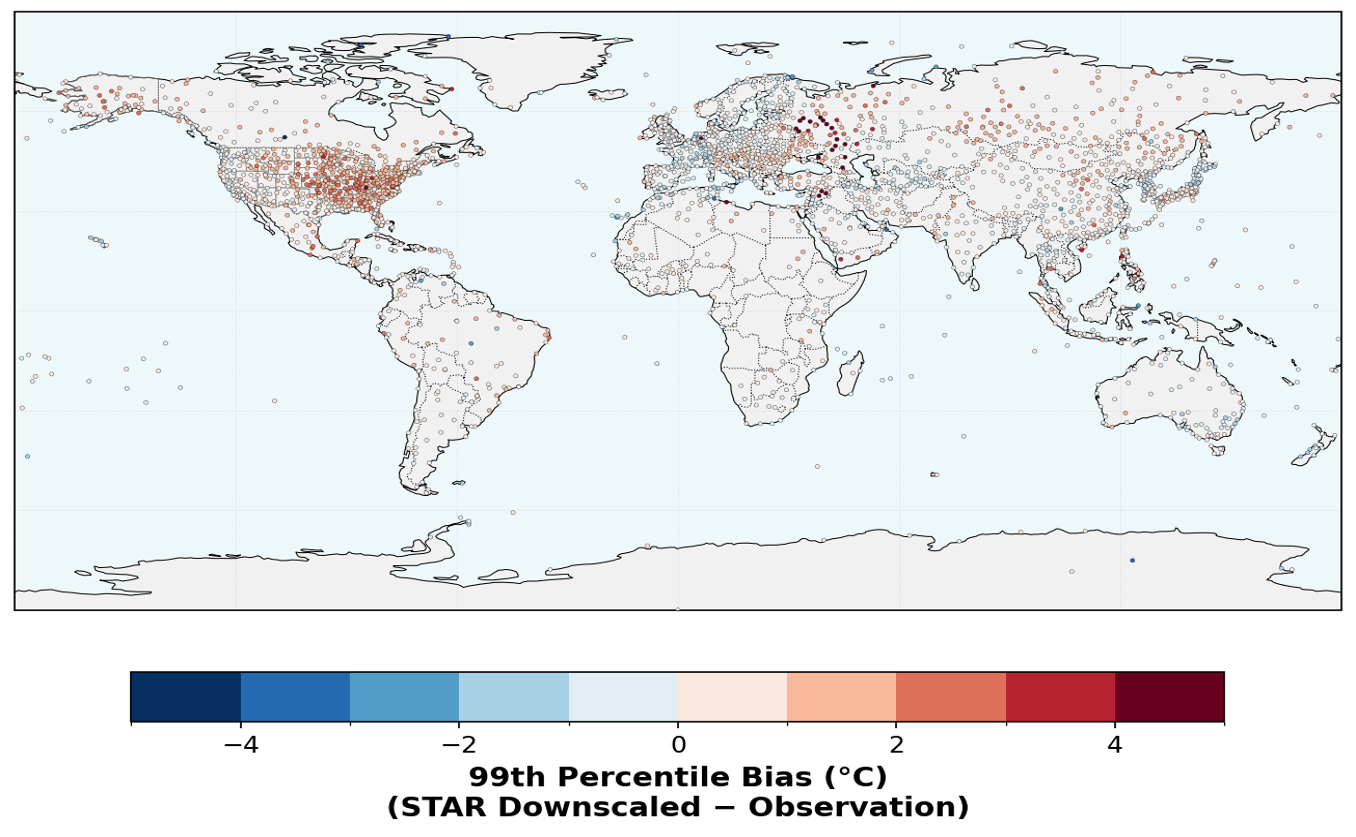 −4 −2 0 2 4
99th Percentile Bias (°C)
(STAR Downscaled − Observation)